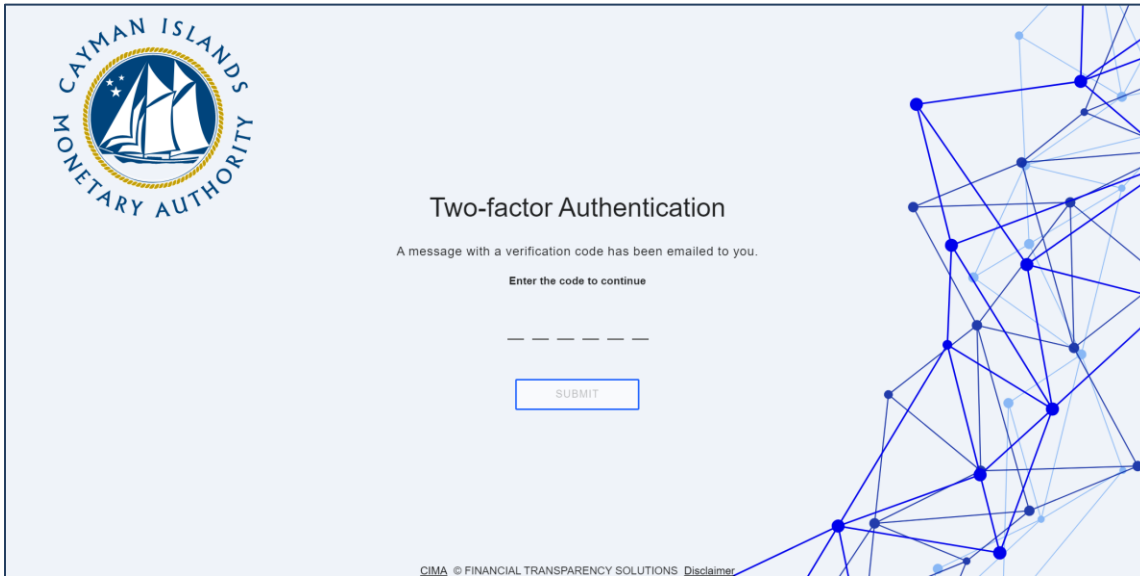 CAYMAN ISLANDS
MONETARY AUTHORITY
Two-factor Authentication
A message with a verification code has been emailed to you.
Enter the code to continue
SUBMIT
CIMA © FINANCIAL TRANSPARENCY SOLUTIONS Disclaimer